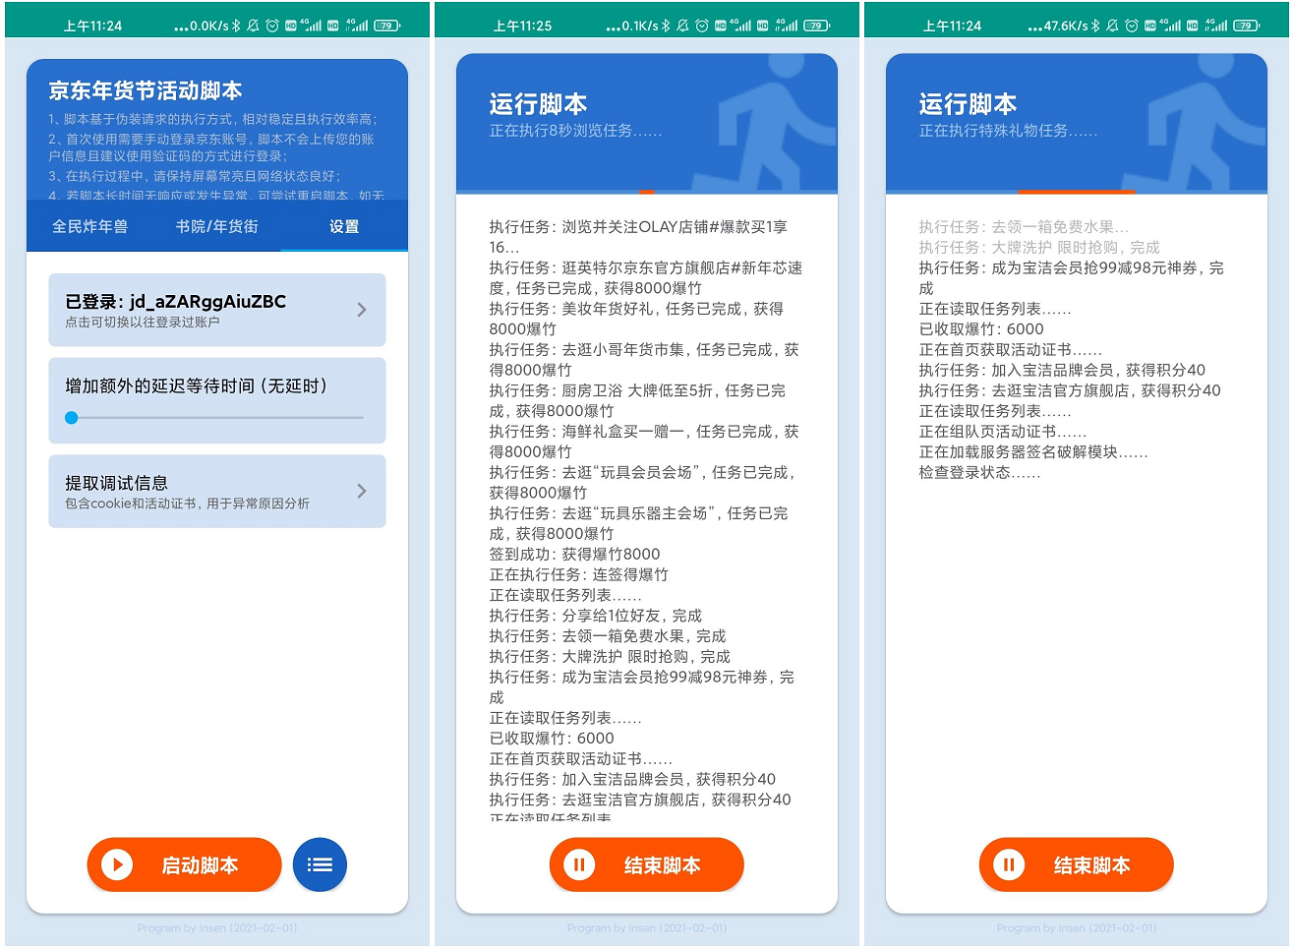 上午11:24
...0.0K/s
HD
4G
HD
4G
79
京东年货节活动脚本
1、脚本基于伪装请求的执行方式，相对稳定且执行效率高；
2、首次使用需要手动登录京东账号，脚本不会上传您的账
户信息且建议使用验证码的方式进行登录；
3、在执行过程中，请保持屏幕常亮且网络状态良好；
4、若脚本长时间无响应或发生异常，可尝试重启脚本，如无
全民炸年兽
书院/年货街
设置
已登录：jd_aZARggAiuZBC
点击可切换以往登录过账户
增加额外的延迟等待时间（无延时）
提取调试信息
包含cookie和活动证书，用于异常原因分析
启动脚本
Program by Insen (2021-02-01)
上午11:25
...0.1K/s
HD
4G
HD
4G
79
运行脚本
正在执行8秒浏览任务......
执行任务：浏览并关注OLAY店铺#爆款买1享
16...
执行任务：逛英特尔京东官方旗舰店#新年芯速
度，任务已完成，获得8000爆竹
执行任务：美妆年货好礼，任务已完成，获得
8000爆竹
执行任务：去逛小哥年货市集，任务已完成，获
得8000爆竹
执行任务：厨房卫浴 大牌低至5折，任务已完
成，获得8000爆竹
执行任务：海鲜礼盒买一赠一，任务已完成，获
得8000爆竹
执行任务：去逛“玩具会员会场”，任务已完成，
获得8000爆竹
执行任务：去逛“玩具乐器主会场”，任务已完
成，获得8000爆竹
签到成功：获得爆竹8000
正在执行任务：连签得爆竹
正在读取任务列表......
执行任务：分享给1位好友，完成
执行任务：去领一箱免费水果，完成
执行任务：大牌洗护 限时抢购，完成
执行任务：成为宝洁会员抢99减98元神券，完
成
正在读取任务列表......
已收取爆竹：6000
正在首页获取活动证书......
执行任务：加入宝洁品牌会员，获得积分40
执行任务：去逛宝洁官方旗舰店，获得积分40
正在读取任务列表
结束脚本
Program by Insen (2021-02-01)
上午11:24
...47.6K/s
HD
4G
HD
4G
79
运行脚本
正在执行特殊礼物任务......
执行任务：去领一箱免费水果...
执行任务：大牌洗护 限时抢购，完成
执行任务：成为宝洁会员抢99减98元神券，完
成
正在读取任务列表......
已收取爆竹：6000
正在首页获取活动证书......
执行任务：加入宝洁品牌会员，获得积分40
执行任务：去逛宝洁官方旗舰店，获得积分40
正在读取任务列表......
正在组队页活动证书......
正在加载服务器签名破解模块......
检查登录状态......
结束脚本
Program by Insen (2021-02-01)